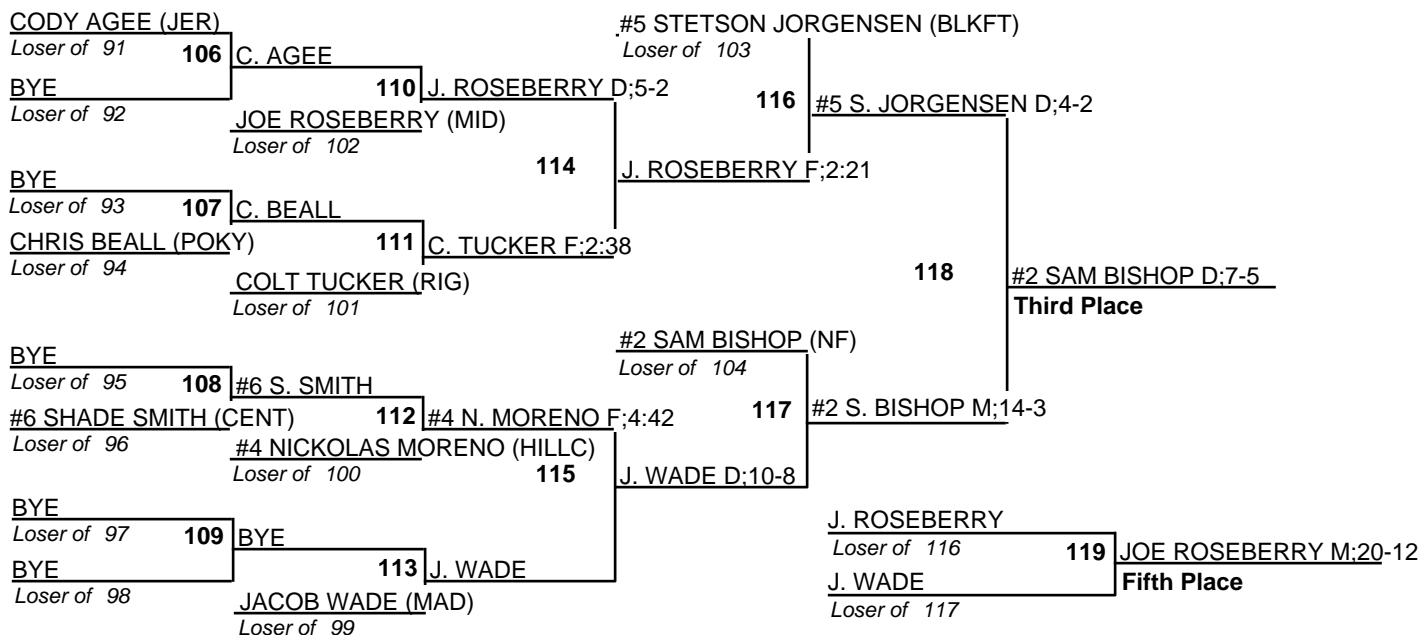 CODY AGEE (JER)
Loser of 91
106
C. AGEE
BYE
Loser of 92
110
J. ROSEBERRY D;5-2
JOE ROSEBERRY (MID)
Loser of 102
114
J. ROSEBERRY F;2:21
BYE
Loser of 93
107
C. BEALL
CHRIS BEALL (POKY)
Loser of 94
111
C. TUCKER F;2:38
COLT TUCKER (RIG)
Loser of 101
#5 STETSON JORGENSEN (BLKFT)
Loser of 103
116
#5 S. JORGENSEN D;4-2
118
#2 SAM BISHOP D;7-5
Third Place
BYE
Loser of 95
108
#6 S. SMITH
#6 SHADE SMITH (CENT)
Loser of 96
112
#4 N. MORENO F;4:42
#4 NICKOLAS MORENO (HILLC)
Loser of 100
115
J. WADE D;10-8
#2 SAM BISHOP (NF)
Loser of 104
117
#2 S. BISHOP M;14-3
BYE
Loser of 97
109
BYE
BYE
Loser of 98
113
J. WADE
JACOB WADE (MAD)
Loser of 99
J. ROSEBERRY
Loser of 116
119
JOE ROSEBERRY M;20-12
Fifth Place
J. WADE
Loser of 117